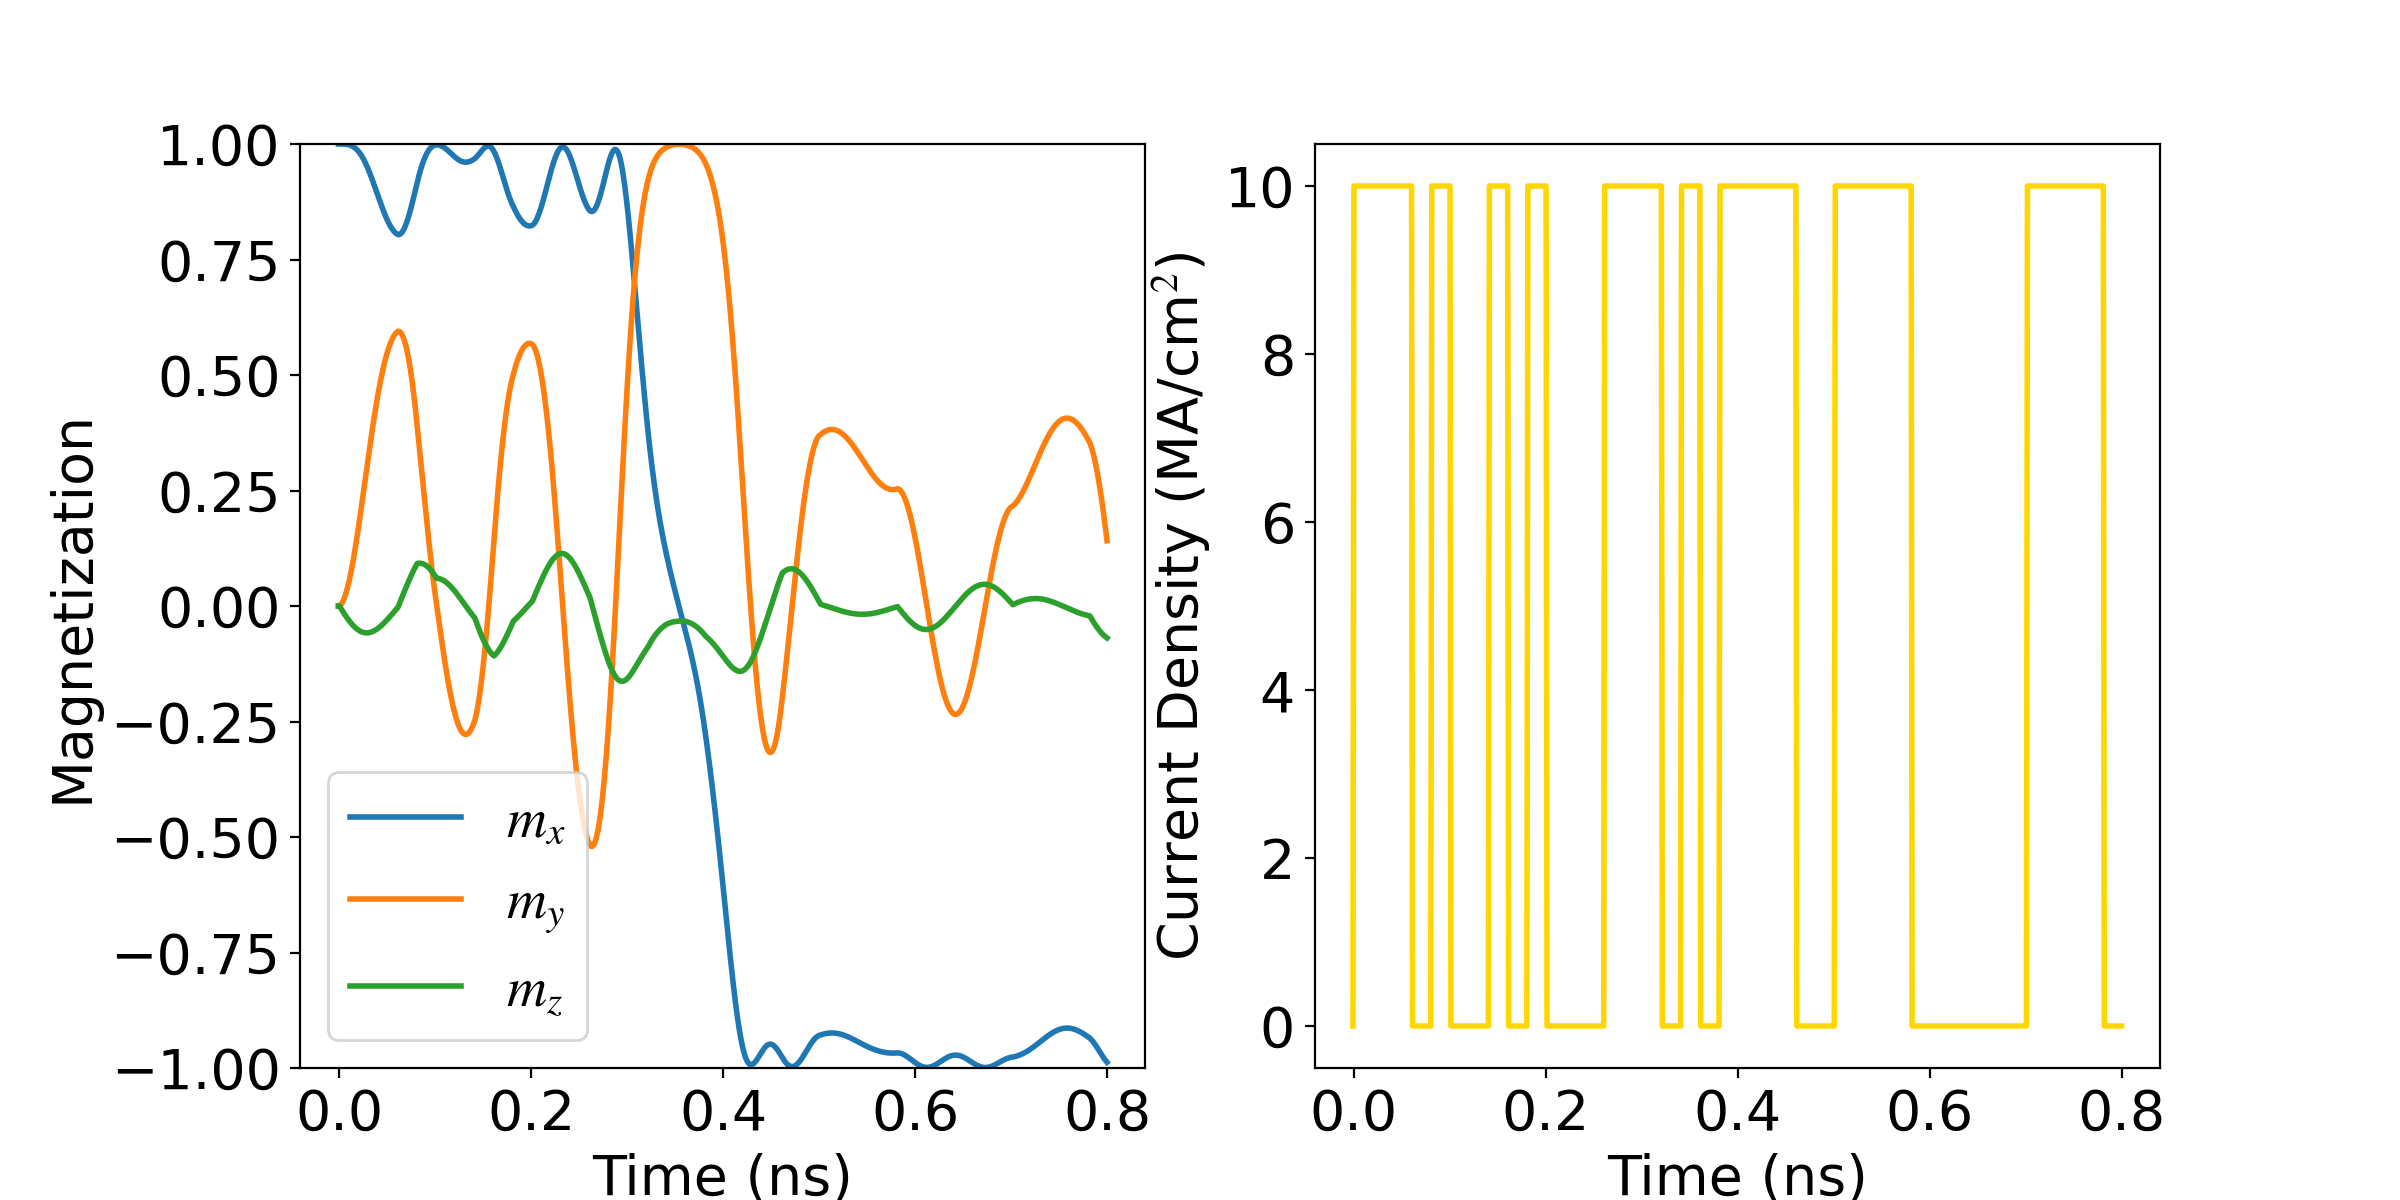 Magnetization
1.00
0.75
0.50
0.25
0.00
−0.25
−0.50
−0.75
−1.00
m_x
m_y
m_z
0.0 0.2 0.4 0.6 0.8
Time (ns)
Current Density (MA/cm²)
10
8
6
4
2
0
0.0 0.2 0.4 0.6 0.8
Time (ns)